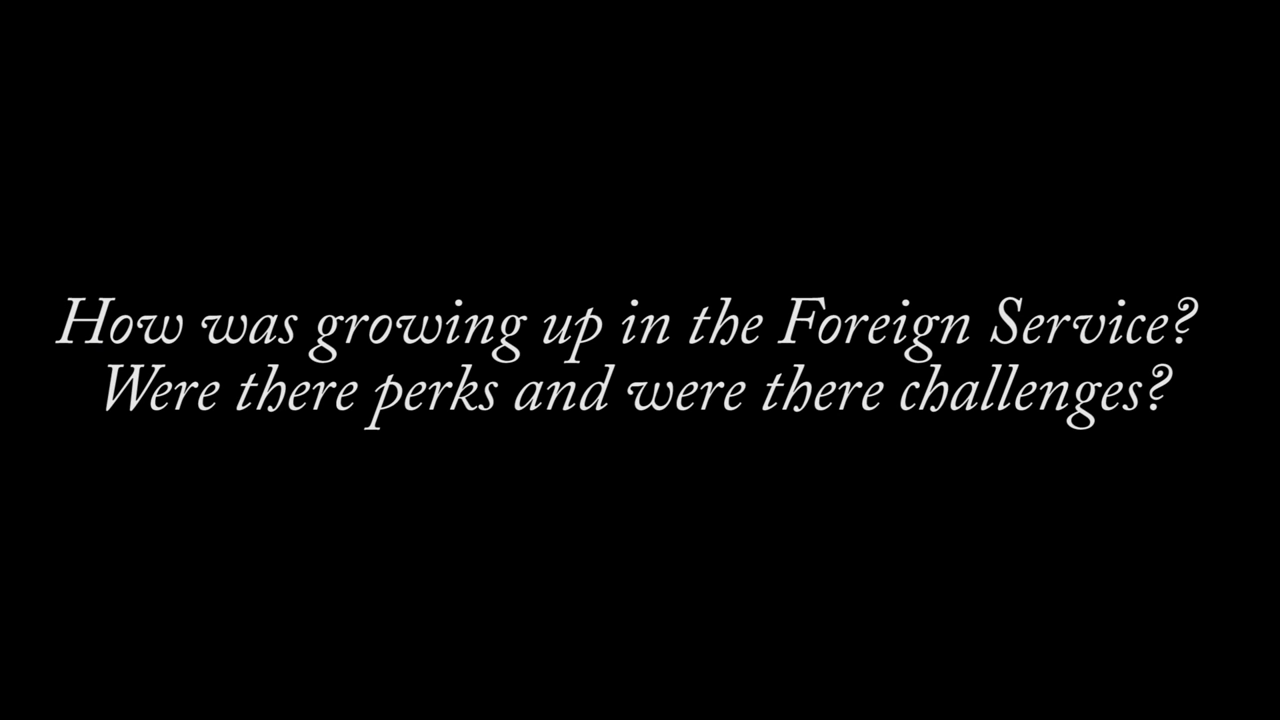 How was growing up in the Foreign Service?
Were there perks and were there challenges?